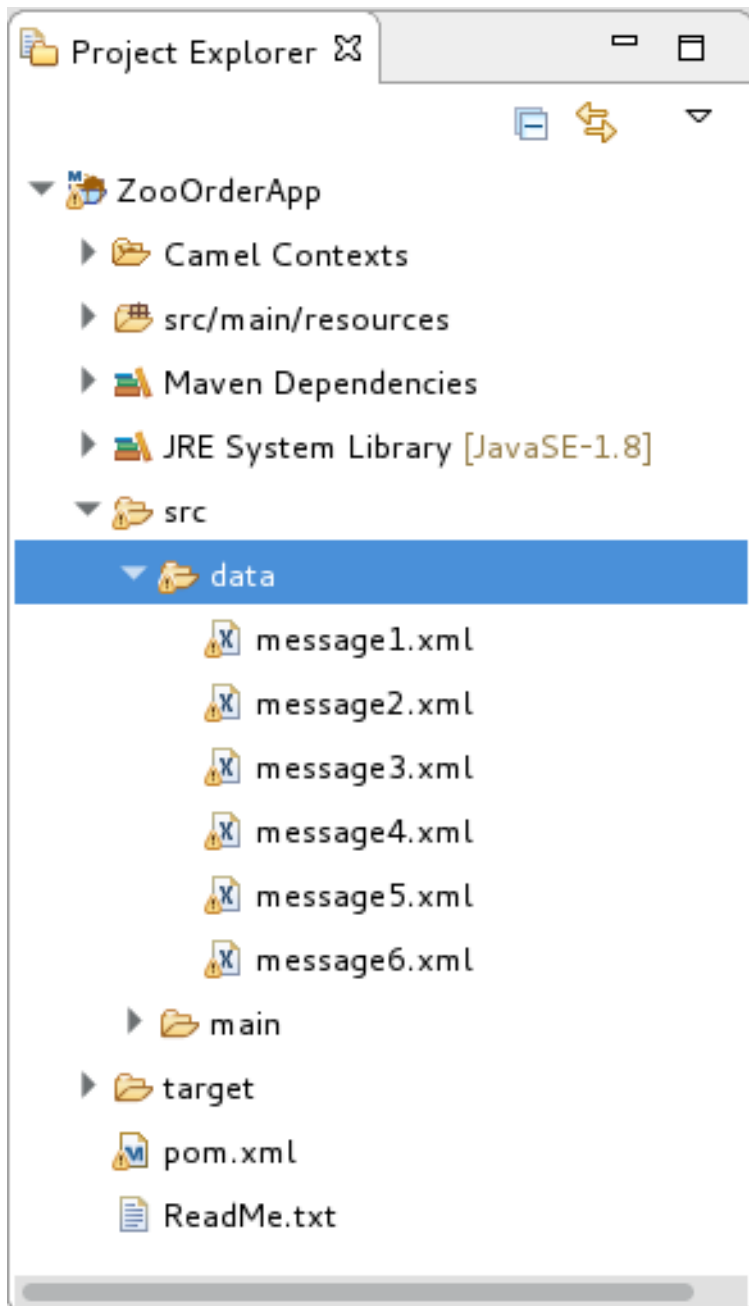 Project Explorer
ZooOrderApp
Camel Contexts
src/main/resources
Maven Dependencies
JRE System Library [JavaSE-1.8]
src
data
message1.xml
message2.xml
message3.xml
message4.xml
message5.xml
message6.xml
main
target
pom.xml
ReadMe.txt